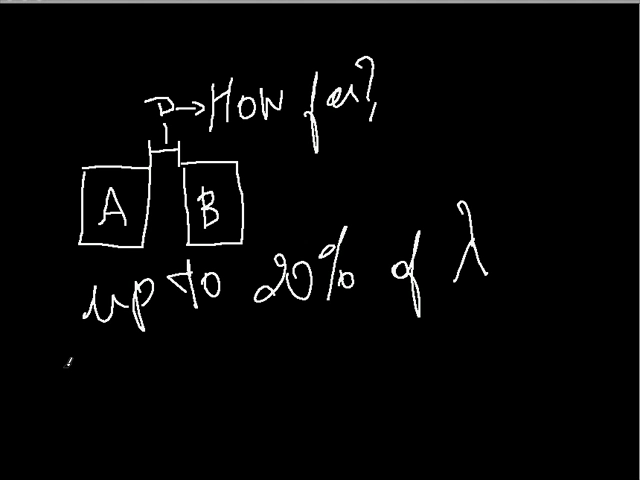 D→How far?
A B
up to 20% of λ